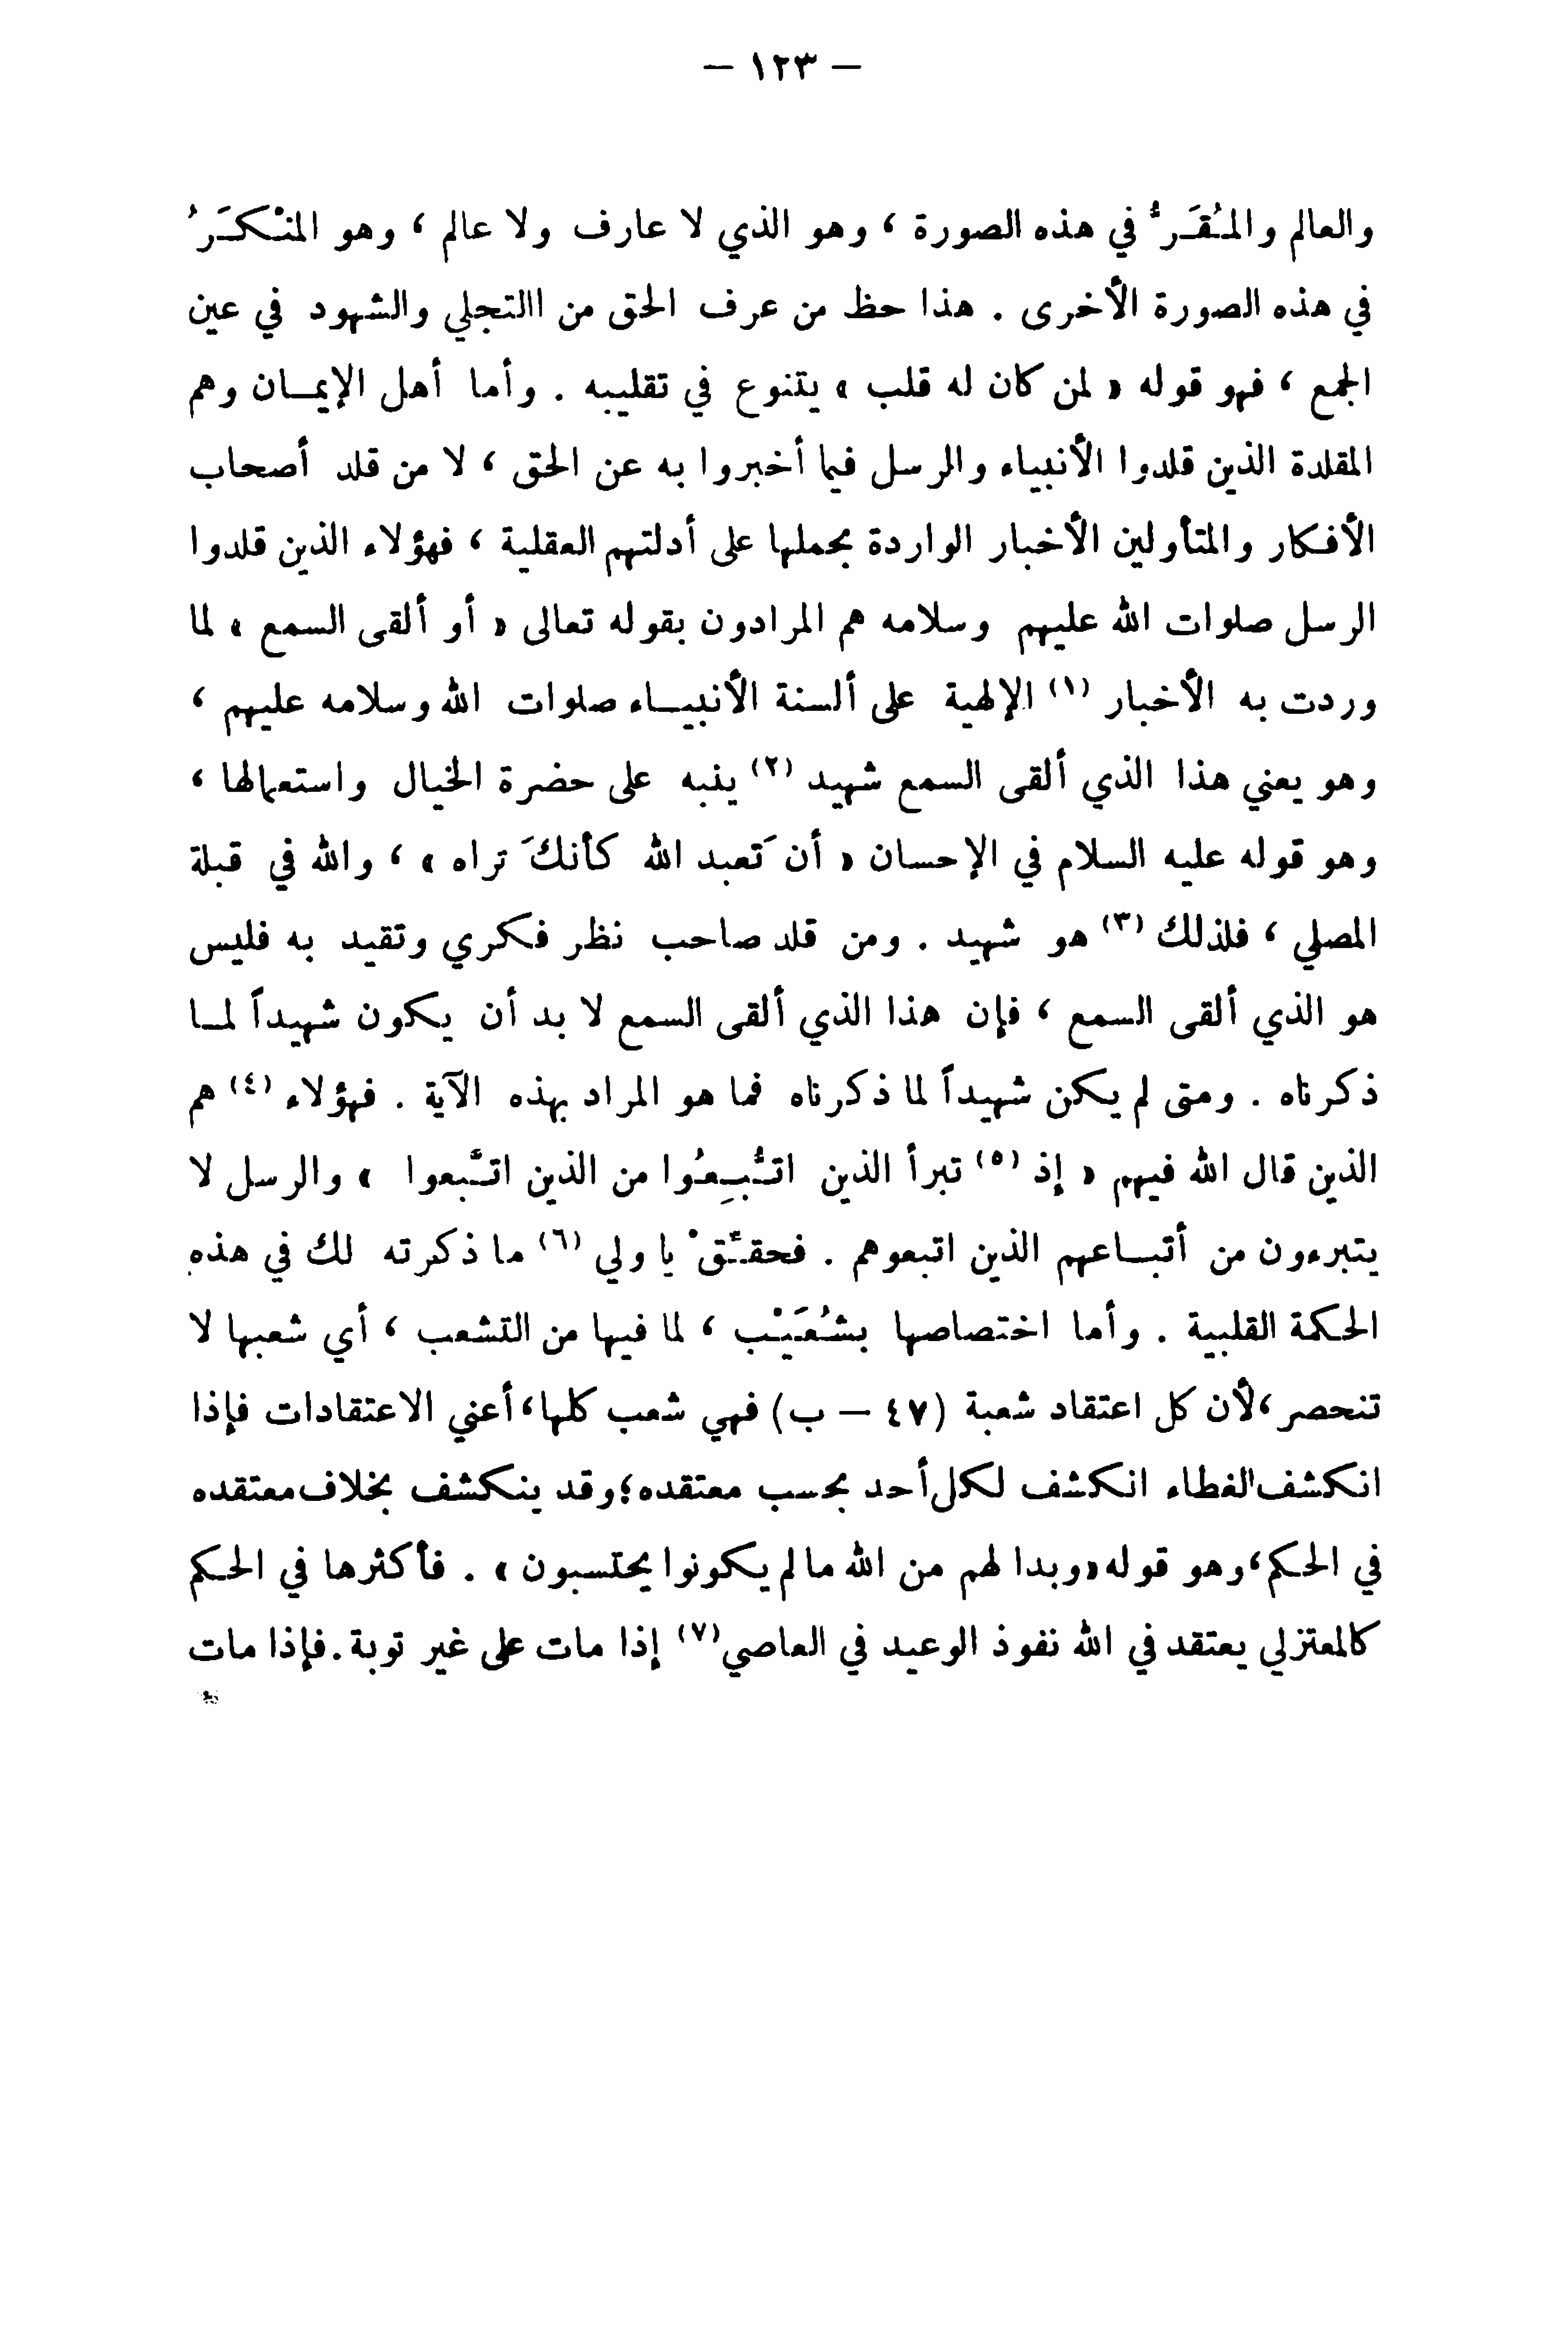 — ١٢٣ —
والعالم والمُقَرُّ في هذه الصورة ، وهو الذي لا عارف ولا عالم ، وهو المنْكَرُ
في هذه الصورة الأخرى . هذا حظ من عرف الحق من االتجلي والشهود في عين
الجمع ، فهو قوله « لمن كان له قلب » يتنوع في تقليبه . وأما أهل الإيمـان وهم
المقلدة الذين قلدوا الأنبياء والرسل فيما أخبروا به عن الحق ، لا من قلد أصحاب
الأفكار والمتأولين الأخبار الواردة بحملها على أدلتهم العقلية ، فهؤلاء الذين قلدوا
الرسل صلوات الله عليهم وسلامه هم المرادون بقوله تعالى « أو ألقى السمع » لما
وردت به الأخبار (١) الإلهية على ألسنة الأنبيـاء صلوات الله وسلامه عليهم ،
وهو يعني هذا الذي ألقى السمع شهيد (٢) ينبه على حضرة الخيال واستعمالها ،
وهو قوله عليه السلام في الإحسان « أن تَعبد الله كأنكَ تراه » ، والله في قبلة
المصلي ، فلذلك (٣) هو شهيد . ومن قلد صاحب نظر فكري وتقيد به فليس
هو الذي ألقى السمع ، فإن هذا الذي ألقى السمع لا بد أن يكون شهيداً لمـا
ذكرناه . ومتى لم يكن شهيداً لما ذكرناه فما هو المراد بهذه الآية . فهؤلاء (٤) هم
الذين قال الله فيهم « إذ (٥) تبرأ الذين اتُّبِعُوا من الذين اتَّبعوا » والرسل لا
يتبرءون من أتبـاعهم الذين اتبعوهم . فحقِّقْ يا ولي (٦) ما ذكرته لك في هذه
الحكمة القلبية . وأما اختصاصها بشُعَيْب ، لما فيها من التشعب ، أي شعبها لا
تنحصر ، لأن كل اعتقاد شعبة (٤٧ — ب) فهي شعب كلها ، أعني الاعتقادات فإذا
انكشف الغطاء انكشف لكل أحد بحسب معتقده ؛ وقد ينكشف بخلاف معتقده
في الحكم ، وهو قوله « وبدا لهم من الله ما لم يكونوا يحتسبون » . فأكثرها في الحكم
كالمعتزلي يعتقد في الله نفوذ الوعيد في العاصي (٧) إذا مات على غير توبة . فإذا مات